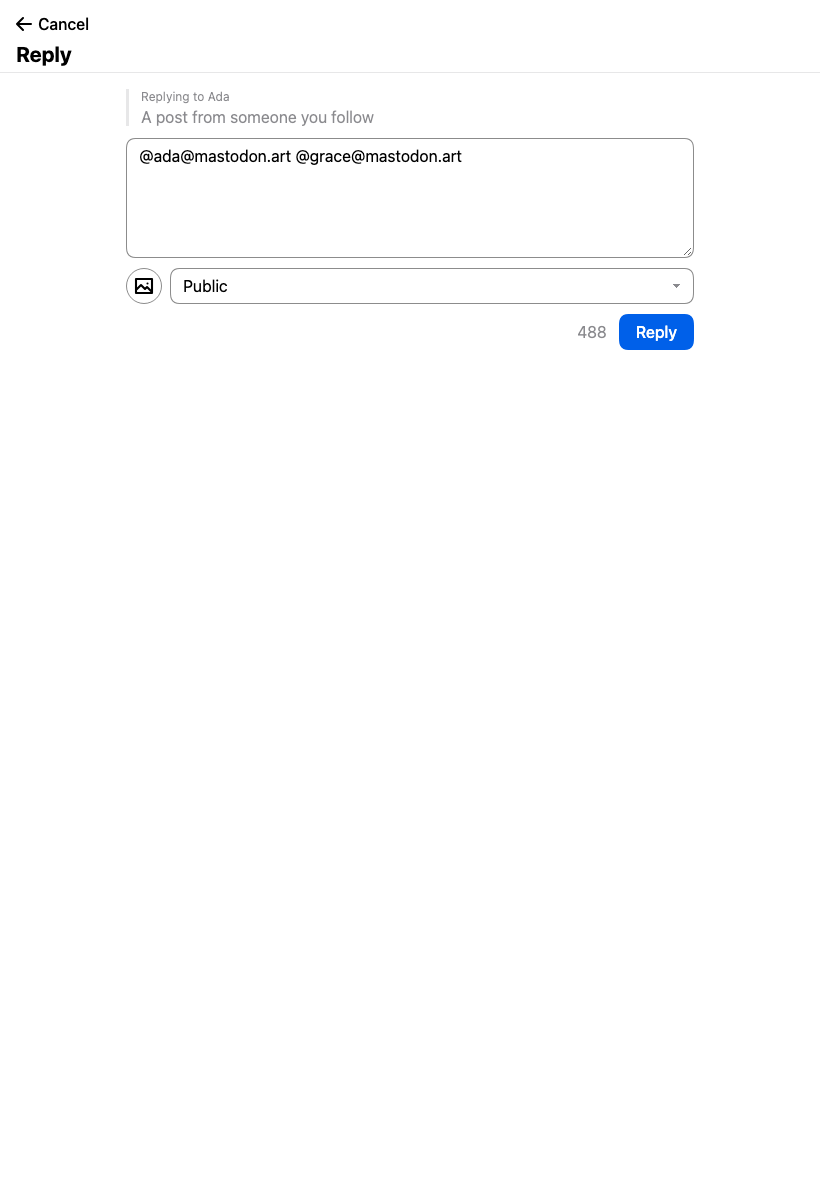 Cancel
Reply
Replying to Ada
A post from someone you follow
@ada@mastodon.art @grace@mastodon.art
Public
488
Reply